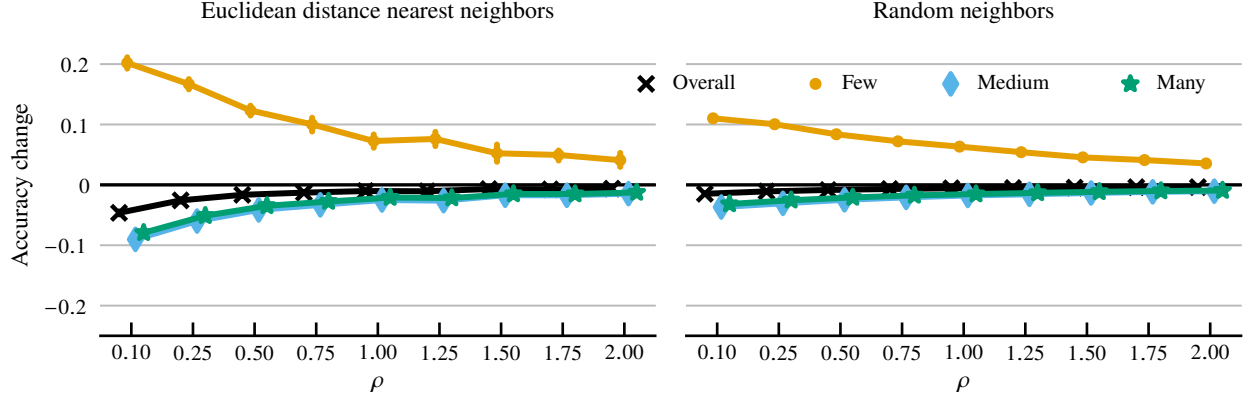 Euclidean distance nearest neighbors
Random neighbors
Overall
Few
Medium
Many
Accuracy change
0.2
0.1
0
−0.1
−0.2
0.10 0.25 0.50 0.75 1.00 1.25 1.50 1.75 2.00
ρ
0.10 0.25 0.50 0.75 1.00 1.25 1.50 1.75 2.00
ρ